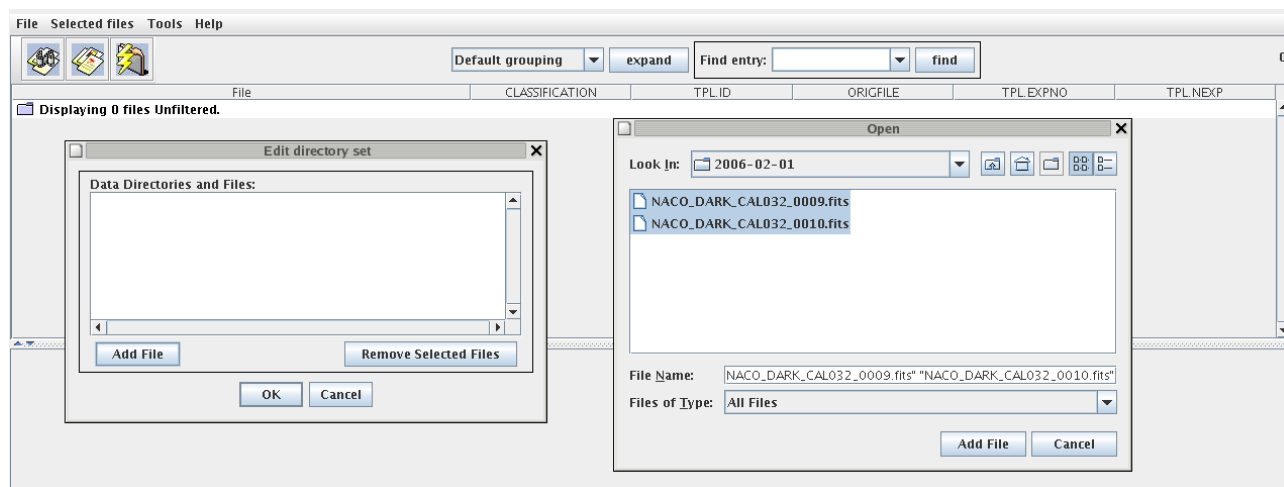 File Selected files Tools Help
Default grouping expand Find entry: find
File CLASSIFICATION TPL.ID ORIGFILE TPL.EXPNO TPL.NEXP
Displaying 0 files Unfiltered.
Edit directory set
Data Directories and Files:
Add File Remove Selected Files
OK Cancel
Open
Look In: 2006-02-01
NACO_DARK_CAL032_0009.fits
NACO_DARK_CAL032_0010.fits
File Name: NACO_DARK_CAL032_0009.fits" "NACO_DARK_CAL032_0010.fits"
Files of Type: All Files
Add File Cancel